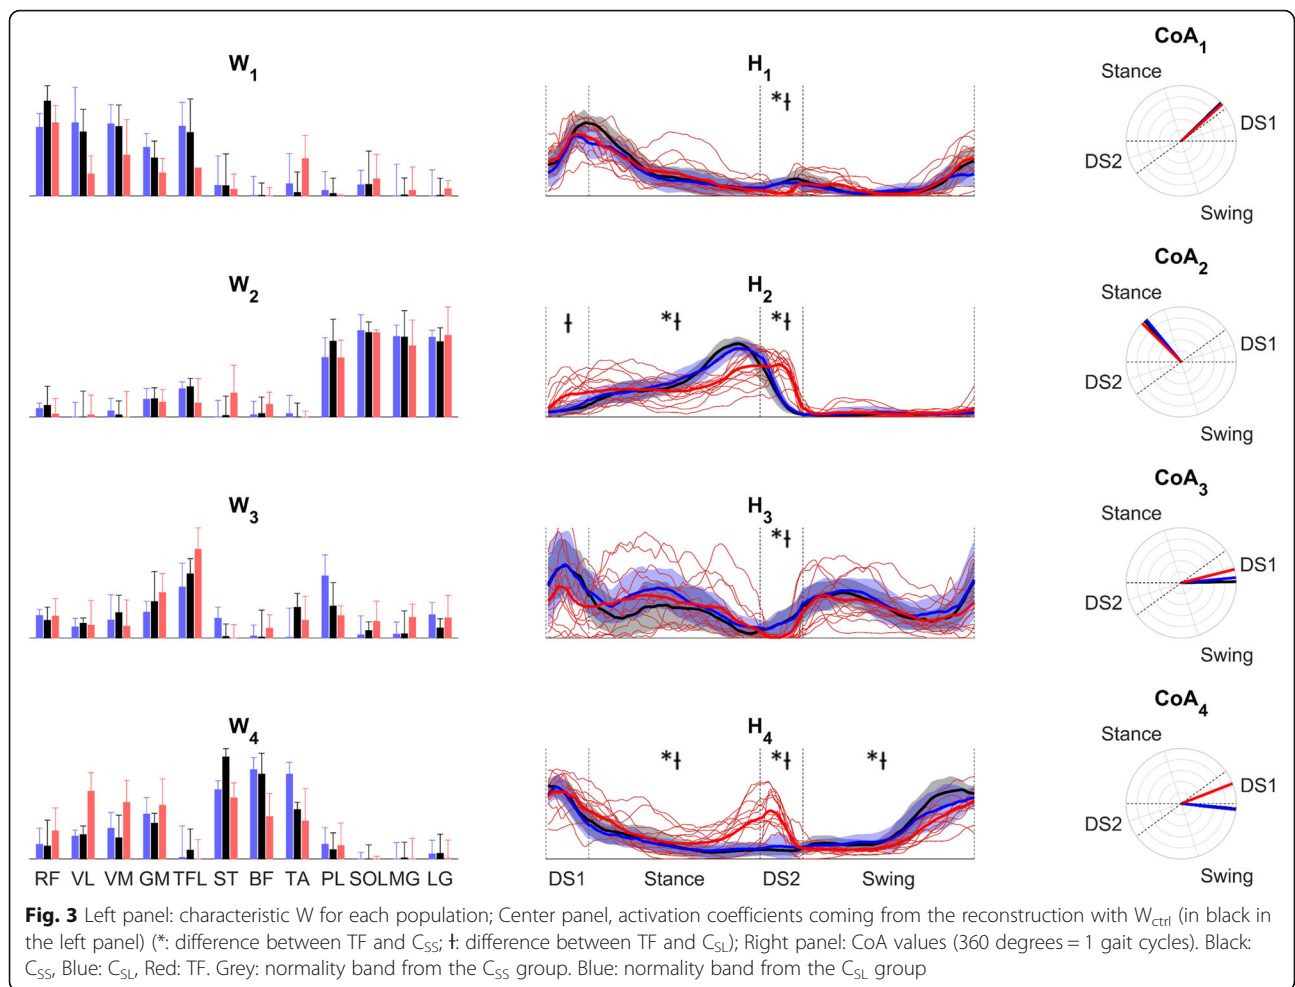 W1
H1
*ƚ
CoA1
Stance
DS1
DS2
Swing
W2
H2
ƚ
*ƚ
*ƚ
CoA2
Stance
DS1
DS2
Swing
W3
H3
*ƚ
CoA3
Stance
DS1
DS2
Swing
W4
H4
*ƚ
*ƚ
*ƚ
CoA4
Stance
DS1
DS2
Swing
RF VL VM GM TFL ST BF TA PL SOL MG LG
DS1 Stance DS2 Swing
Fig. 3 Left panel: characteristic W for each population; Center panel, activation coefficients coming from the reconstruction with Wctrl (in black in
the left panel) (*: difference between TF and CSS; ƚ: difference between TF and CSL); Right panel: CoA values (360 degrees = 1 gait cycles). Black:
CSS, Blue: CSL, Red: TF. Grey: normality band from the CSS group. Blue: normality band from the CSL group